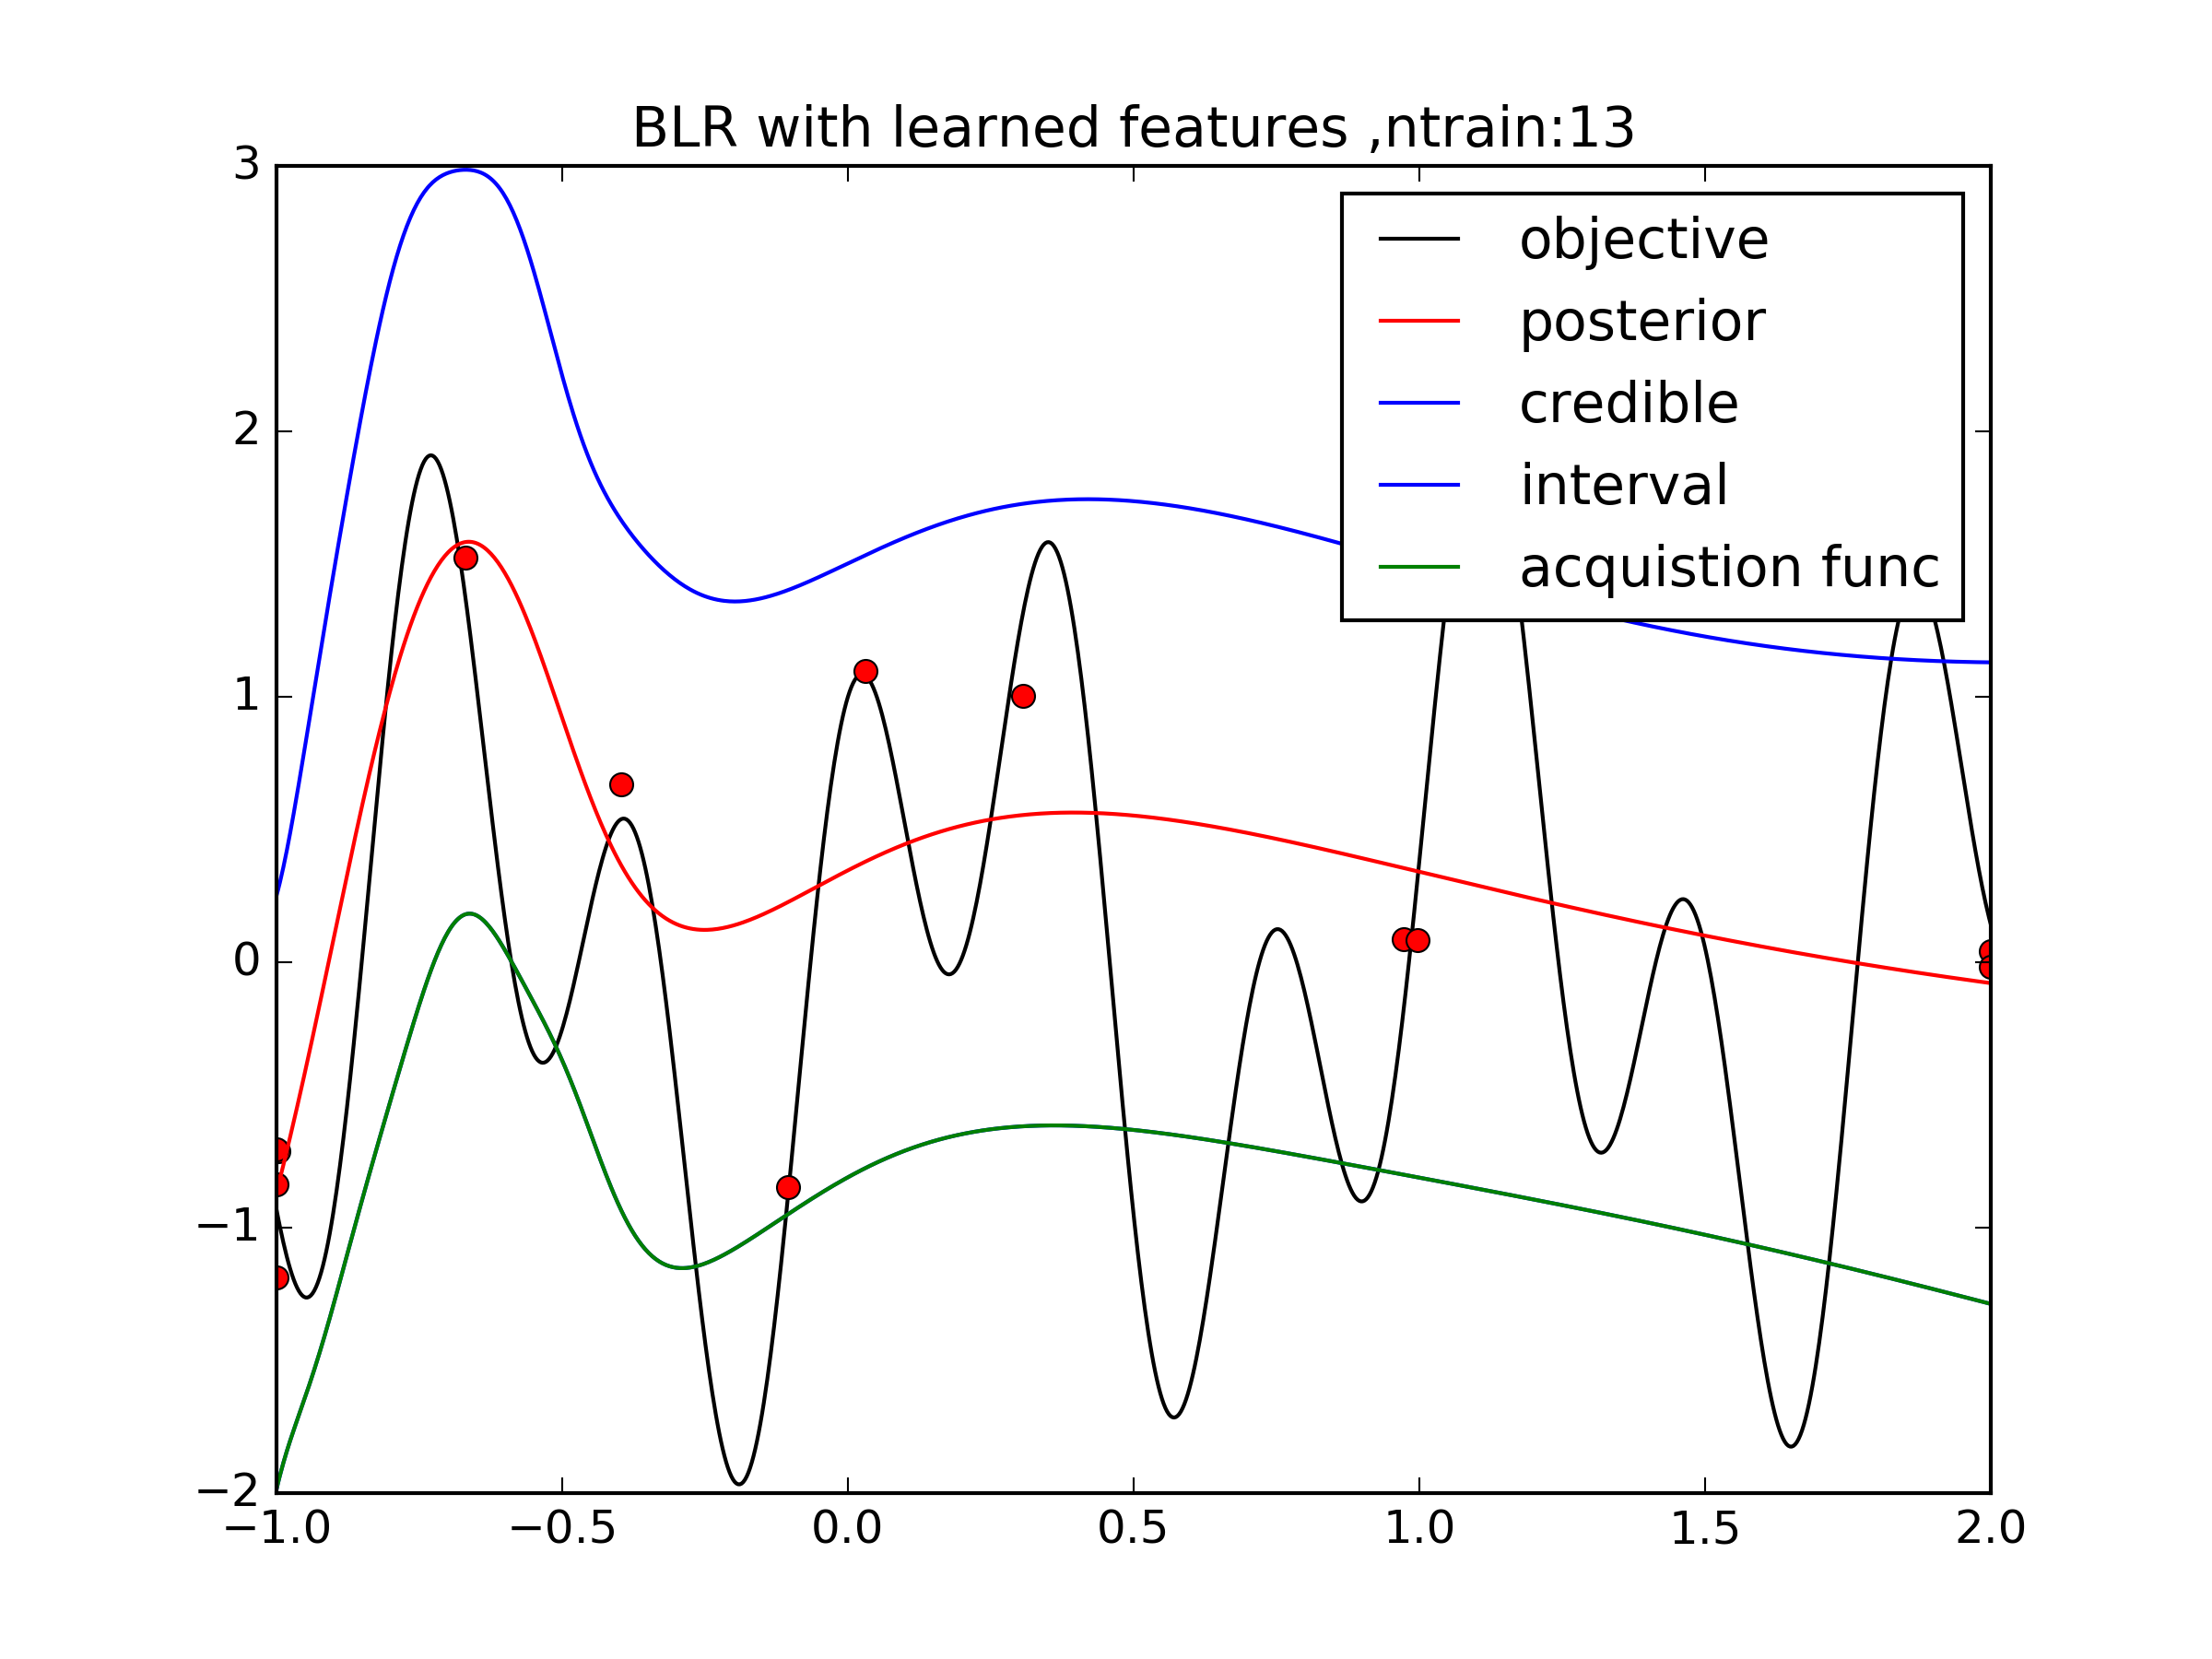 BLR with learned features ,ntrain:13
3
2
1
0
−1
−2
objective
posterior
credible
interval
acquistion func
−1.0 −0.5 0.0 0.5 1.0 1.5 2.0